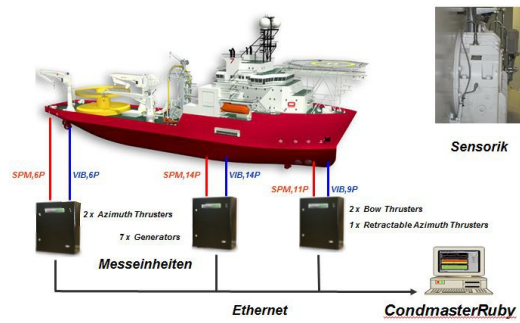 Sensorik
SPM,6P
VIB,6P
SPM,14P
VIB,14P
SPM,11P
VIB,9P
2 x Azimuth Thrusters
7 x Generators
2 x Bow Thrusters
1 x Retractable Azimuth Thrusters
Messeinheiten
Ethernet
CondmasterRuby